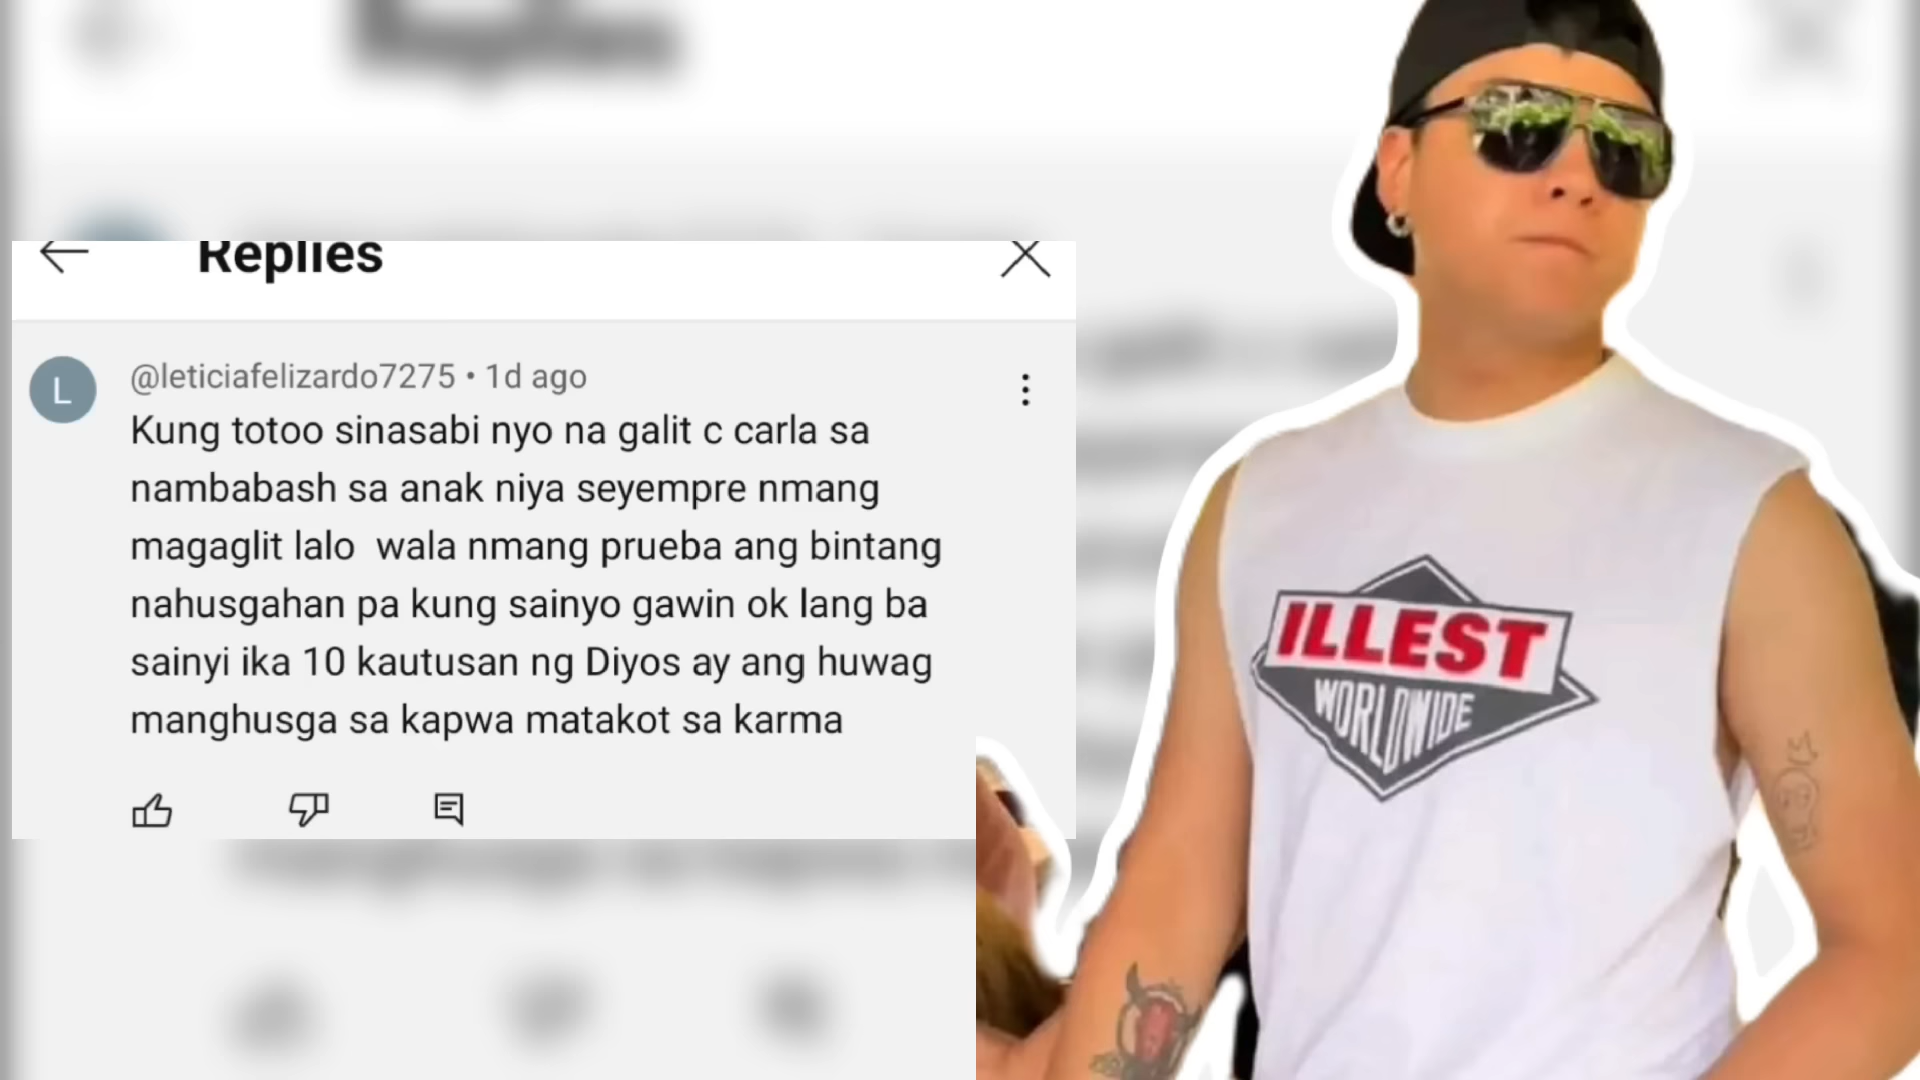 Replies
L
@leticiafelizardo7275 • 1d ago
Kung totoo sinasabi nyo na galit c carla sa
nambabash sa anak niya seyempre nmang
magaglit lalo  wala nmang prueba ang bintang
nahusgahan pa kung sainyo gawin ok lang ba
sainyi ika 10 kautusan ng Diyos ay ang huwag
manghusga sa kapwa matakot sa karma
ILLEST
WORLDWIDE